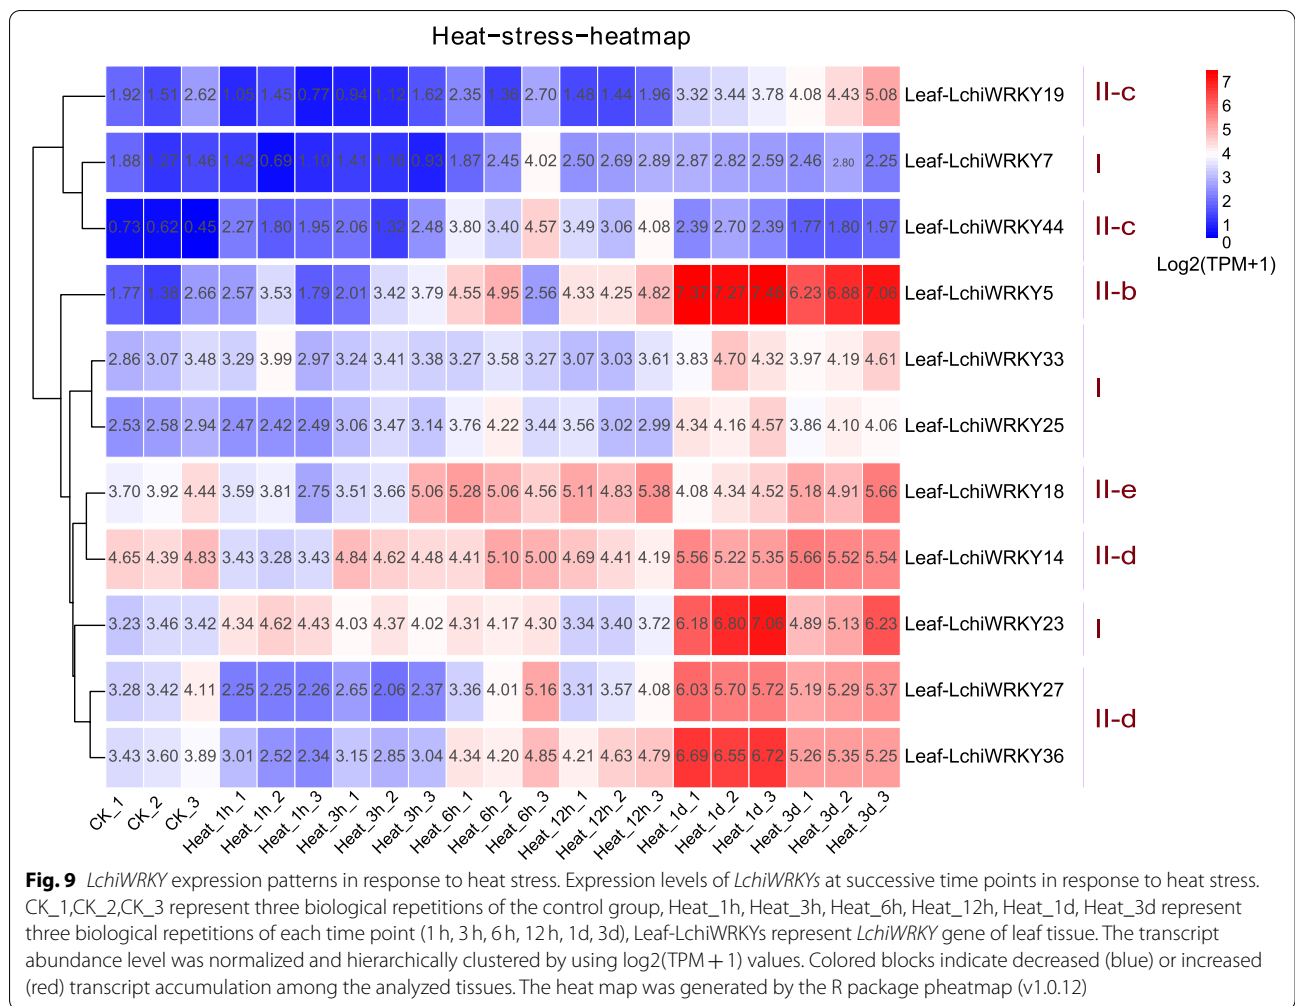 Heat-stress-heatmap
1.92 1.51 2.62 1.05 1.45 0.77 0.94 1.12 1.62 2.35 1.38 2.70 1.48 1.44 1.96 3.32 3.44 3.78 4.08 4.43 5.08 Leaf-LchiWRKY19 II-c
1.88 1.27 1.46 1.42 0.69 1.10 1.41 1.16 0.93 1.87 2.45 4.02 2.50 2.69 2.89 2.87 2.82 2.59 2.46 2.80 2.25 Leaf-LchiWRKY7 I
0.73 0.62 0.45 2.27 1.80 1.95 2.06 1.32 2.48 3.80 3.40 4.57 3.49 3.06 4.08 2.39 2.70 2.39 1.77 1.80 1.97 Leaf-LchiWRKY44 II-c
1.77 1.38 2.66 2.57 3.53 1.79 2.01 3.42 3.79 4.55 4.95 2.56 4.33 4.25 4.82 7.37 7.27 7.46 6.23 6.88 7.06 Leaf-LchiWRKY5 II-b
2.86 3.07 3.48 3.29 3.99 2.97 3.24 3.41 3.38 3.27 3.58 3.27 3.07 3.03 3.61 3.83 4.70 4.32 3.97 4.19 4.61 Leaf-LchiWRKY33
I
2.53 2.58 2.94 2.47 2.42 2.49 3.06 3.47 3.14 3.76 4.22 3.44 3.56 3.02 2.99 4.34 4.16 4.57 3.86 4.10 4.06 Leaf-LchiWRKY25
3.70 3.92 4.44 3.59 3.81 2.75 3.51 3.66 5.06 5.28 5.06 4.56 5.11 4.83 5.38 4.08 4.34 4.52 5.18 4.91 5.66 Leaf-LchiWRKY18 II-e
4.65 4.39 4.83 3.43 3.28 3.43 4.84 4.62 4.48 4.41 5.10 5.00 4.69 4.41 4.19 5.56 5.22 5.35 5.66 5.52 5.54 Leaf-LchiWRKY14 II-d
3.23 3.46 3.42 4.34 4.62 4.43 4.03 4.37 4.02 4.31 4.17 4.30 3.34 3.40 3.72 6.18 6.80 7.06 4.89 5.13 6.23 Leaf-LchiWRKY23 I
3.28 3.42 4.11 2.25 2.25 2.26 2.65 2.06 2.37 3.36 4.01 5.16 3.31 3.57 4.08 6.03 5.70 5.72 5.19 5.29 5.37 Leaf-LchiWRKY27
II-d
3.43 3.60 3.89 3.01 2.52 2.34 3.15 2.85 3.04 4.34 4.20 4.85 4.21 4.63 4.79 6.69 6.55 6.72 5.26 5.35 5.25 Leaf-LchiWRKY36
CK_1 CK_2 CK_3 Heat_1h_1 Heat_1h_2 Heat_1h_3 Heat_3h_1 Heat_3h_2 Heat_3h_3 Heat_6h_1 Heat_6h_2 Heat_6h_3 Heat_12h_1 Heat_12h_2 Heat_12h_3 Heat_1d_1 Heat_1d_2 Heat_1d_3 Heat_3d_1 Heat_3d_2 Heat_3d_3
7
6
5
4
3
2
1
0
Log2(TPM+1)
Fig. 9 LchiWRKY expression patterns in response to heat stress. Expression levels of LchiWRKYs at successive time points in response to heat stress.
CK_1,CK_2,CK_3 represent three biological repetitions of the control group, Heat_1h, Heat_3h, Heat_6h, Heat_12h, Heat_1d, Heat_3d represent
three biological repetitions of each time point (1 h, 3 h, 6 h, 12 h, 1d, 3d), Leaf-LchiWRKYs represent LchiWRKY gene of leaf tissue. The transcript
abundance level was normalized and hierarchically clustered by using log2(TPM + 1) values. Colored blocks indicate decreased (blue) or increased
(red) transcript accumulation among the analyzed tissues. The heat map was generated by the R package pheatmap (v1.0.12)